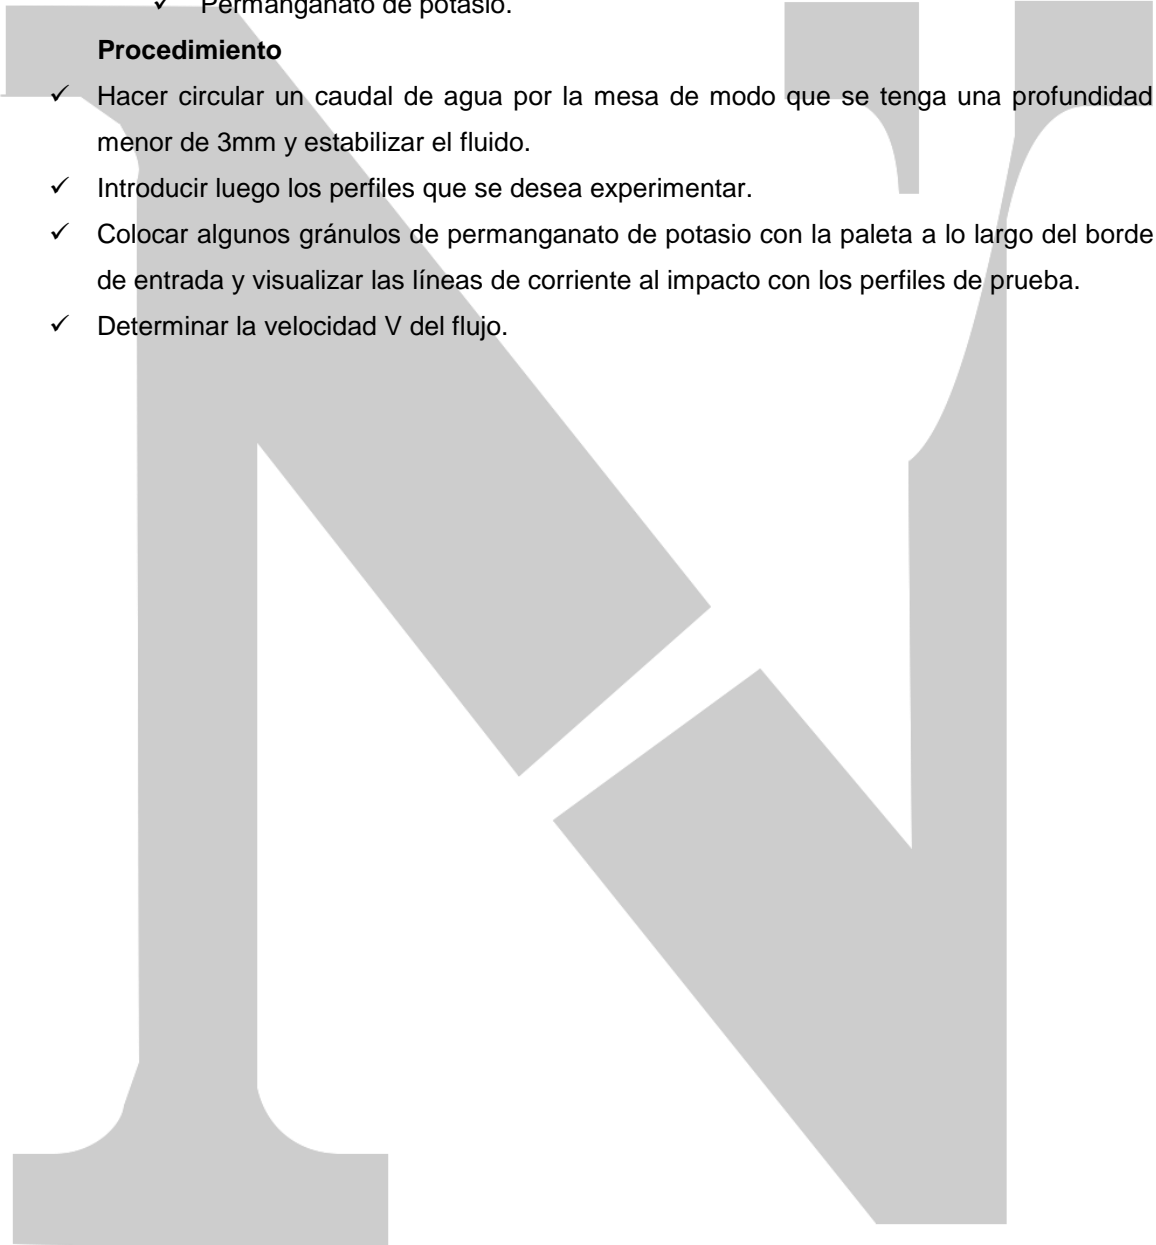 ✓ Permanganato de potasio.
Procedimiento
✓ Hacer circular un caudal de agua por la mesa de modo que se tenga una profundidad
menor de 3mm y estabilizar el fluido.
✓ Introducir luego los perfiles que se desea experimentar.
✓ Colocar algunos gránulos de permanganato de potasio con la paleta a lo largo del borde
de entrada y visualizar las líneas de corriente al impacto con los perfiles de prueba.
✓ Determinar la velocidad V del flujo.